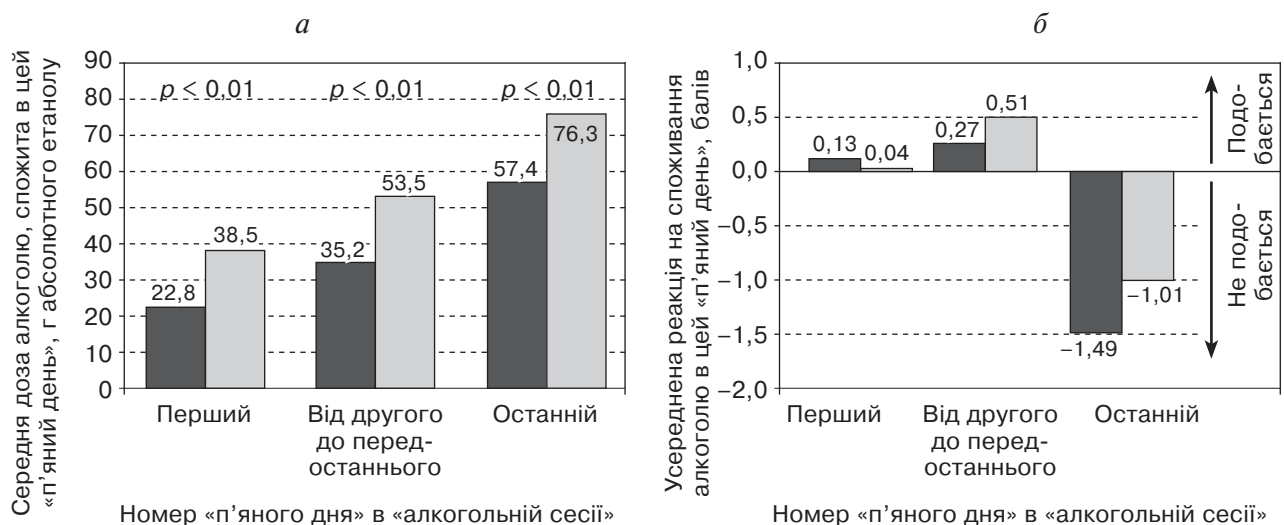 а
Середня доза алкоголю, спожита в цей
«п'яний день», г абсолютного етанолу
90
80
70
60
50
40
30
20
10
0
p < 0,01
p < 0,01
p < 0,01
22,8
38,5
35,2
53,5
57,4
76,3
Перший
Від другого
до перед-
останнього
Останній
Номер «п'яного дня» в «алкогольній сесії»
б
Усереднена реакція на споживання
алкоголю в цей «п'яний день», балів
1,0
0,5
0,0
−0,5
−1,0
−1,5
−2,0
0,13
0,04
0,27
0,51
−1,49
−1,01
Подо-
бається
Не подо-
бається
Перший
Від другого
до перед-
останнього
Останній
Номер «п'яного дня» в «алкогольній сесії»